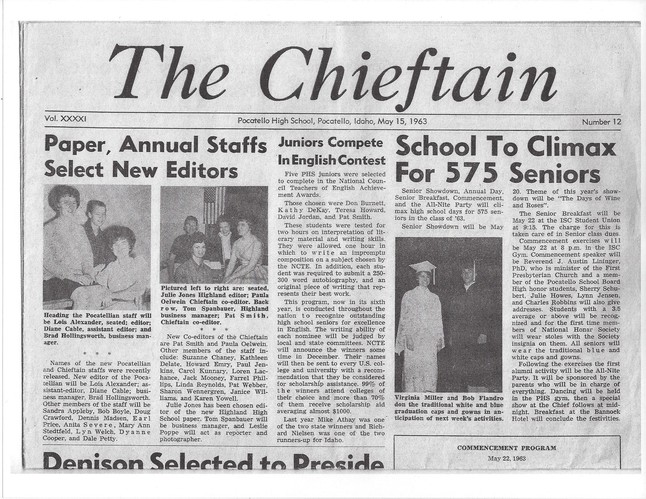 The Chieftain
Vol. XXXXI
Pocatello High School, Pocatello, Idaho, May 15, 1963
Number 12
Paper, Annual Staffs
Select New Editors
Heading the Pocatellian staff will
be Lois Alexander, seated; editor;
Diane Cable, assistant editor; and
Brad Hollingsworth, business man-
ager.
* * *
Names of the new Pocatellian
and Chieftain staffs were recently
released. New editor of the Poca-
tellian will be Lois Alexander; as-
sistant-editor, Diane Cable; busi-
ness manager, Brad Hollingsworth.
Other members of the staff will be
Sandra Appleby, Bob Boyle, Doug
Crawford, Dennis Madsen, Earl
Price, Anita Severe, Mary Ann
Stedtfeld, Lyn Welch, Dyanne
Cooper, and Dale Petty.
Pictured left to right are: seated,
Julie Jones Highland editor; Paula
Oelwein Chieftain co-editor. Back
row, Tom Spanbauer, Highland
business manager; Pat Smith,
Chieftain co-editor.
* * *
New Co-editors of the Chieftain
are Pat Smith and Paula Oelwein.
Other members of the staff in-
clude: Suzanne Chaney, Kathleen
Delate, Howard Emry, Paul Jen-
kins, Carol Kunnary, Loren Lac-
hance, Jack Mooney, Farrel Phil-
lips, Linda Reynolds, Pat Webber,
Sharon Wennergren, Janice Wil-
liams, and Karen Yowell.
Julie Jones has been chosen edi-
tor of the new Highland High
School paper. Tom Spanbauer will
be business manager, and Leslie
Poppe will act as reporter and
photographer.
Juniors Compete
In English Contest
Five PHS juniors were selected
to complete in the National Coun-
cil Teachers of English Achieve-
ment Awards.
Those chosen were Don Burnett,
Kathy DeKay, Teresa Howard,
David Jordan, and Pat Smith.
These students were tested for
two hours on interpretation of lit-
erary material and writing skills.
They were allowed one hour in
which to write an impromptu
composition on a subject chosen by
the NCTE. In addition, each stu-
dent was required to submit a 250-
300 word autobiography, and an
original piece of writing that rep-
resents their best work.
This program, now in its sixth
year, is conducted throughout the
nation to recognize outstanding
high school seniors for excellence
in English. The writing ability of
each nominee will be judged by
local and state committees. NCTE
will announce the winners some
time in December. Their names
will then be sent to every U.S. col-
lege and university with a recom-
mendation that they be considered
for scholarship assistance. 99% of
the winners attend colleges of
their choice and more than 70%
of them receive scholarship aid
averaging almost $1000.
Last year Mike Athay was one
of the two state winners and Rich-
ard Nielsen was one of the two
runners-up for Idaho.
School To Climax
For 575 Seniors
Senior Showdown, Annual Day,
Senior Breakfast, Commencement,
and the All-Nite Party will cli-
max high school days for 575 sen-
iors in the class of '63.
Senior Showdown will be May
Virginia Miller and Bob Flandro
don the traditional white and blue
graduation caps and gowns in an-
ticipation of next week's activities.
20. Theme of this year's show-
down will be "The Days of Wine
and Roses".
The Senior Breakfast will be
May 22 at the ISC Student Union
at 9:15. The charge for this is
taken care of in Senior class dues.
Commencement exercises will
be May 22 at 8 p.m. in the ISC
Gym. Commencement speaker will
be Reverend J. Austin Lininger,
PhD, who is minister of the First
Presbyterian Church and a mem-
ber of the Pocatello School Board
High honor students, Sherry Schu-
bert, Julie Howes, Lynn Jensen,
and Charles Robbins will also give
addresses. Students with a 3.5
average or above will be recog-
nized and for the first time mem-
bers of National Honor Society
will wear stoles with the Society
insignia on them. All seniors will
wear the traditional blue and
white caps and gowns.
Following the exercises the first
alumni activity will be the All-Nite
Party. It will be sponsored by the
parents who will be in charge of
everything. Dancing will be held
in the PHS gym, then a special
show at the Chief follows at mid-
night. Breakfast at the Bannock
Hotel will conclude the festivities.
Denison Selected to Preside
COMMENCEMENT PROGRAM
May 22, 1963